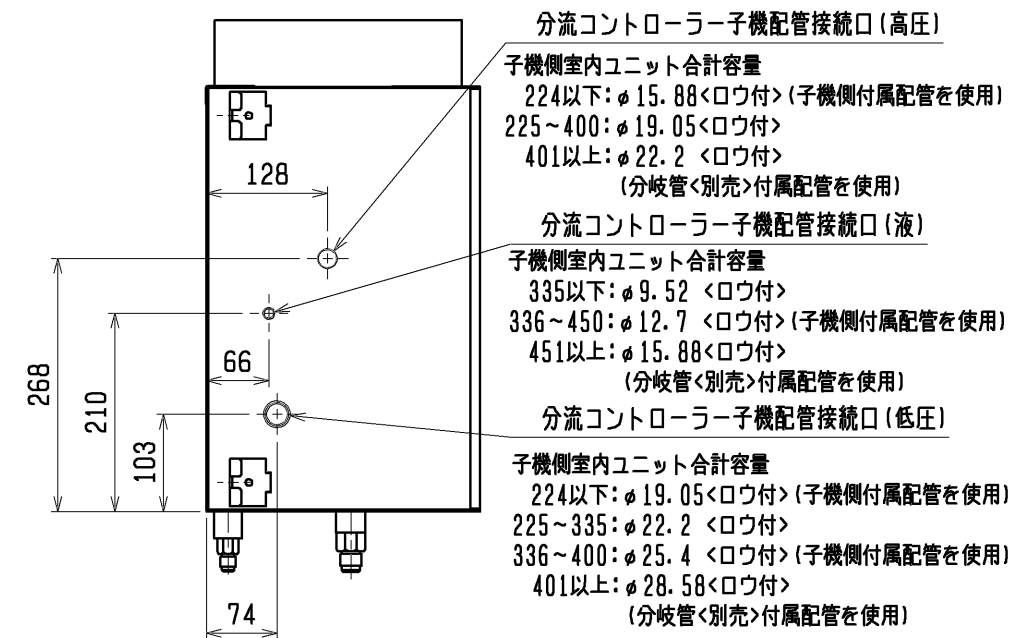 分流コントローラー子機配管接続口(高圧)
子機側室内ユニット合計容量
224以下:φ15.88<ロウ付>(子機側付属配管を使用)
225~400:φ19.05<ロウ付>
401以上:φ22.2 <ロウ付>
(分岐管<別売>付属配管を使用)
128
分流コントローラー子機配管接続口(液)
子機側室内ユニット合計容量
335以下:φ9.52 <ロウ付>
336~450:φ12.7 <ロウ付>(子機側付属配管を使用)
451以上:φ15.88<ロウ付>
(分岐管<別売>付属配管を使用)
66
268
210
103
分流コントローラー子機配管接続口(低圧)
子機側室内ユニット合計容量
224以下:φ19.05<ロウ付>(子機側付属配管を使用)
225~335:φ22.2 <ロウ付>
336~400:φ25.4 <ロウ付>(子機側付属配管を使用)
401以上:φ28.58<ロウ付>
(分岐管<別売>付属配管を使用)
74